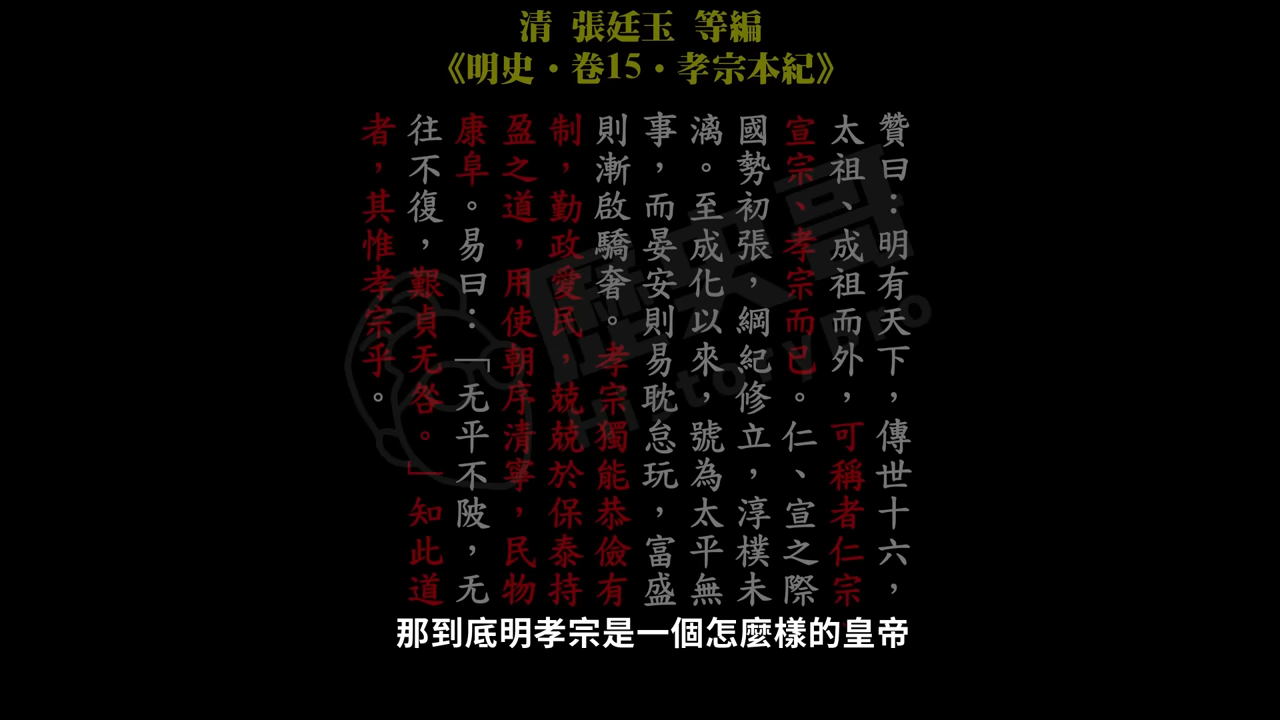 清 張廷玉 等編
《明史·卷15·孝宗本紀》
贊曰：明有天下，傳世十六，
太祖、成祖而外，可稱者仁宗、
宣宗、孝宗而已。仁、宣之際
國勢初張，綱紀修立，淳樸未
漓。至成化以來，號為太平無
事，而晏安則易耽怠玩，富盛
則漸啟驕奢。孝宗獨能恭儉有
制，勤政愛民，兢兢於保泰持
盈之道，用使朝序清寧，民物
康阜。易曰：「无平不陂，无
往不復，艱貞无咎。」知此道
者，其惟孝宗乎。
歷史哥
HistoryBro
那到底明孝宗是一個怎麼樣的皇帝